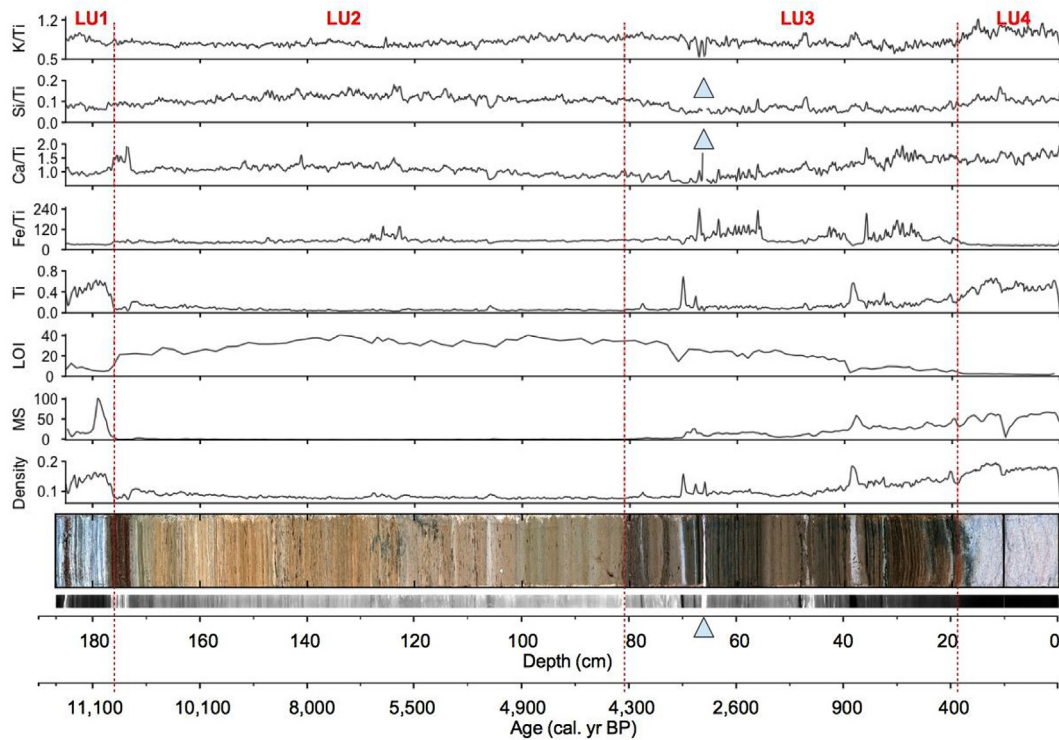 LU1 LU2 LU3 LU4
K/Ti 1.2 0.5
Si/Ti 0.2 0.1 0.0
Ca/Ti 2.0 1.5 1.0
Fe/Ti 240 120 0
Ti 0.8 0.4 0.0
LOI 40 20 0
MS 100 50 0
Density 0.2 0.1
180 160 140 120 100 80 60 40 20 0
Depth (cm)
11,100 10,100 8,000 5,500 4,900 4,300 2,600 900 400
Age (cal. yr BP)